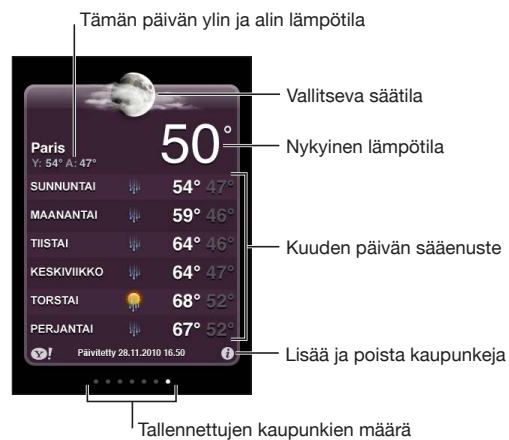 Tämän päivän ylin ja alin lämpötila
Vallitseva säätila
Paris
Y: 54° A: 47°
50°
Nykyinen lämpötila
SUNNUNTAI 54° 47°
MAANANTAI 59° 46°
TIISTAI 64° 46°
Kuuden päivän sääenuste
KESKIVIIKKO 64° 47°
TORSTAI 68° 52°
PERJANTAI 67° 52°
Y! Päivitetty 28.11.2010 16.50 i
Lisää ja poista kaupunkeja
Tallennettujen kaupunkien määrä